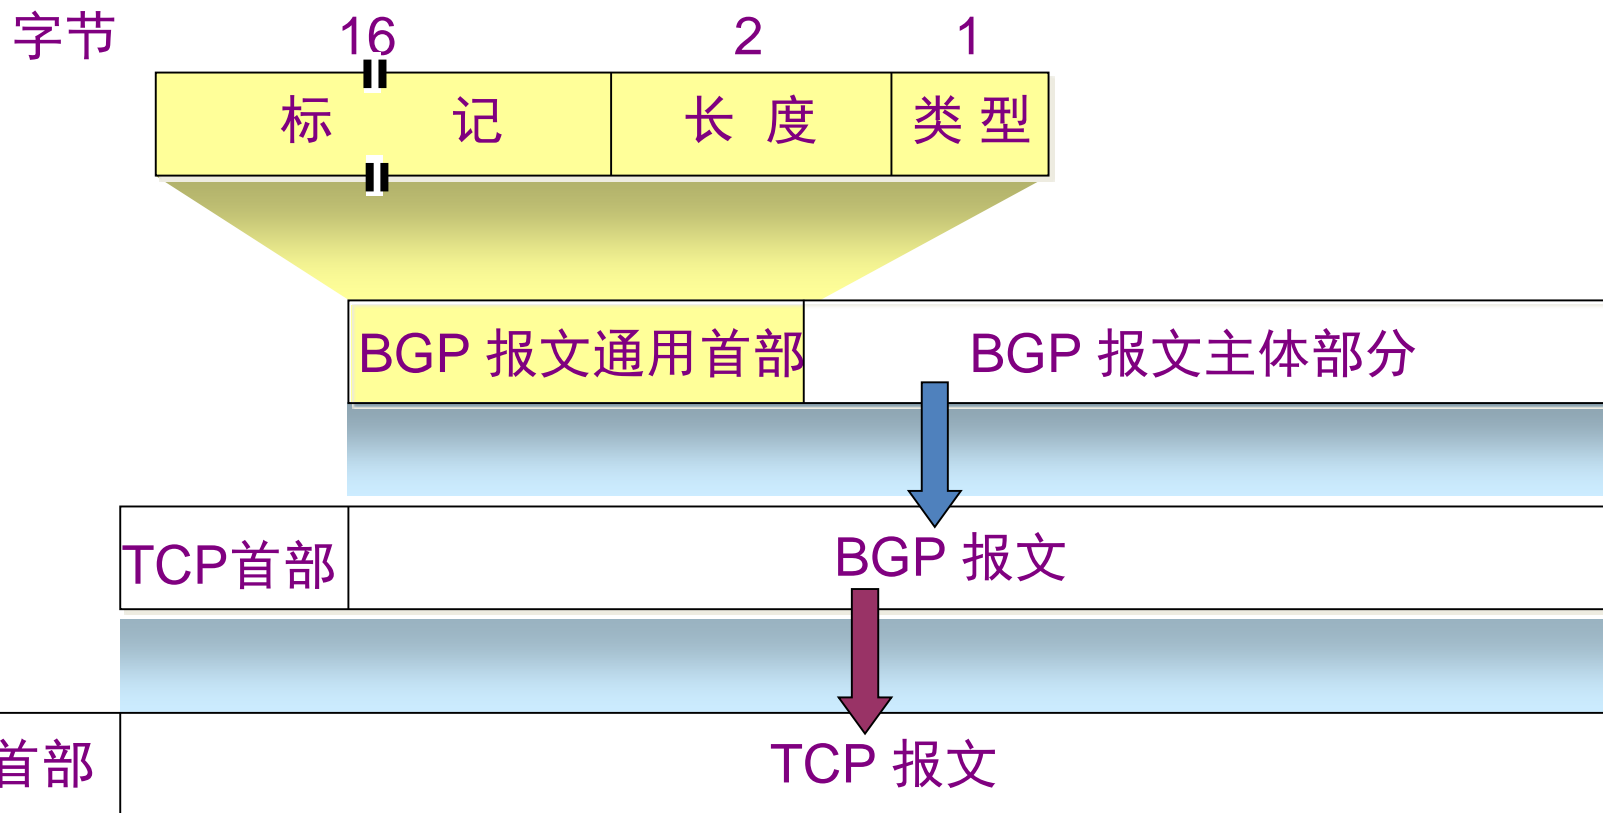 字节 16 2 1
标 记 长 度 类 型
BGP 报文通用首部 BGP 报文主体部分
TCP首部 BGP 报文
首部 TCP 报文